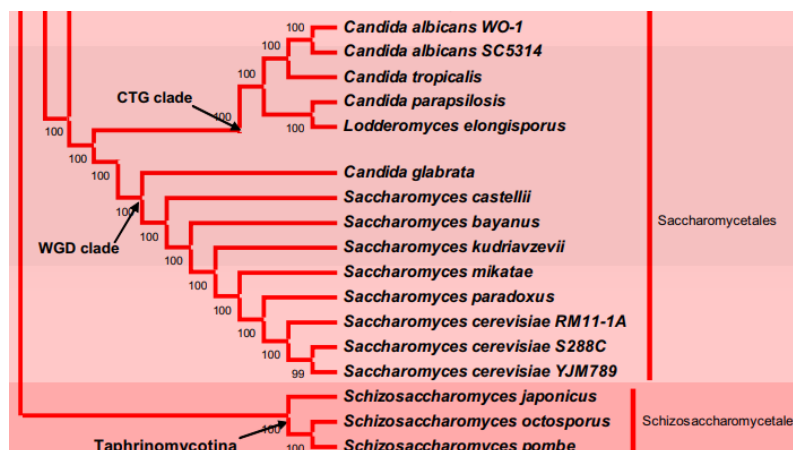 100 Candida albicans WO-1
100 Candida albicans SC5314
100 Candida tropicalis
CTG clade 100 Candida parapsilosis
100 100 Lodderomyces elongisporus
100
100 Candida glabrata
100 Saccharomyces castellii
100 Saccharomyces bayanus
Saccharomycetales
WGD clade 100 Saccharomyces kudriavzevii
100 Saccharomyces mikatae
100 Saccharomyces paradoxus
100 Saccharomyces cerevisiae RM11-1A
100 Saccharomyces cerevisiae S288C
99 Saccharomyces cerevisiae YJM789
Schizosaccharomyces japonicus
100 Schizosaccharomyces octosporus Schizosaccharomycetale
Taphrinomycotina 100 Schizosaccharomyces pombe